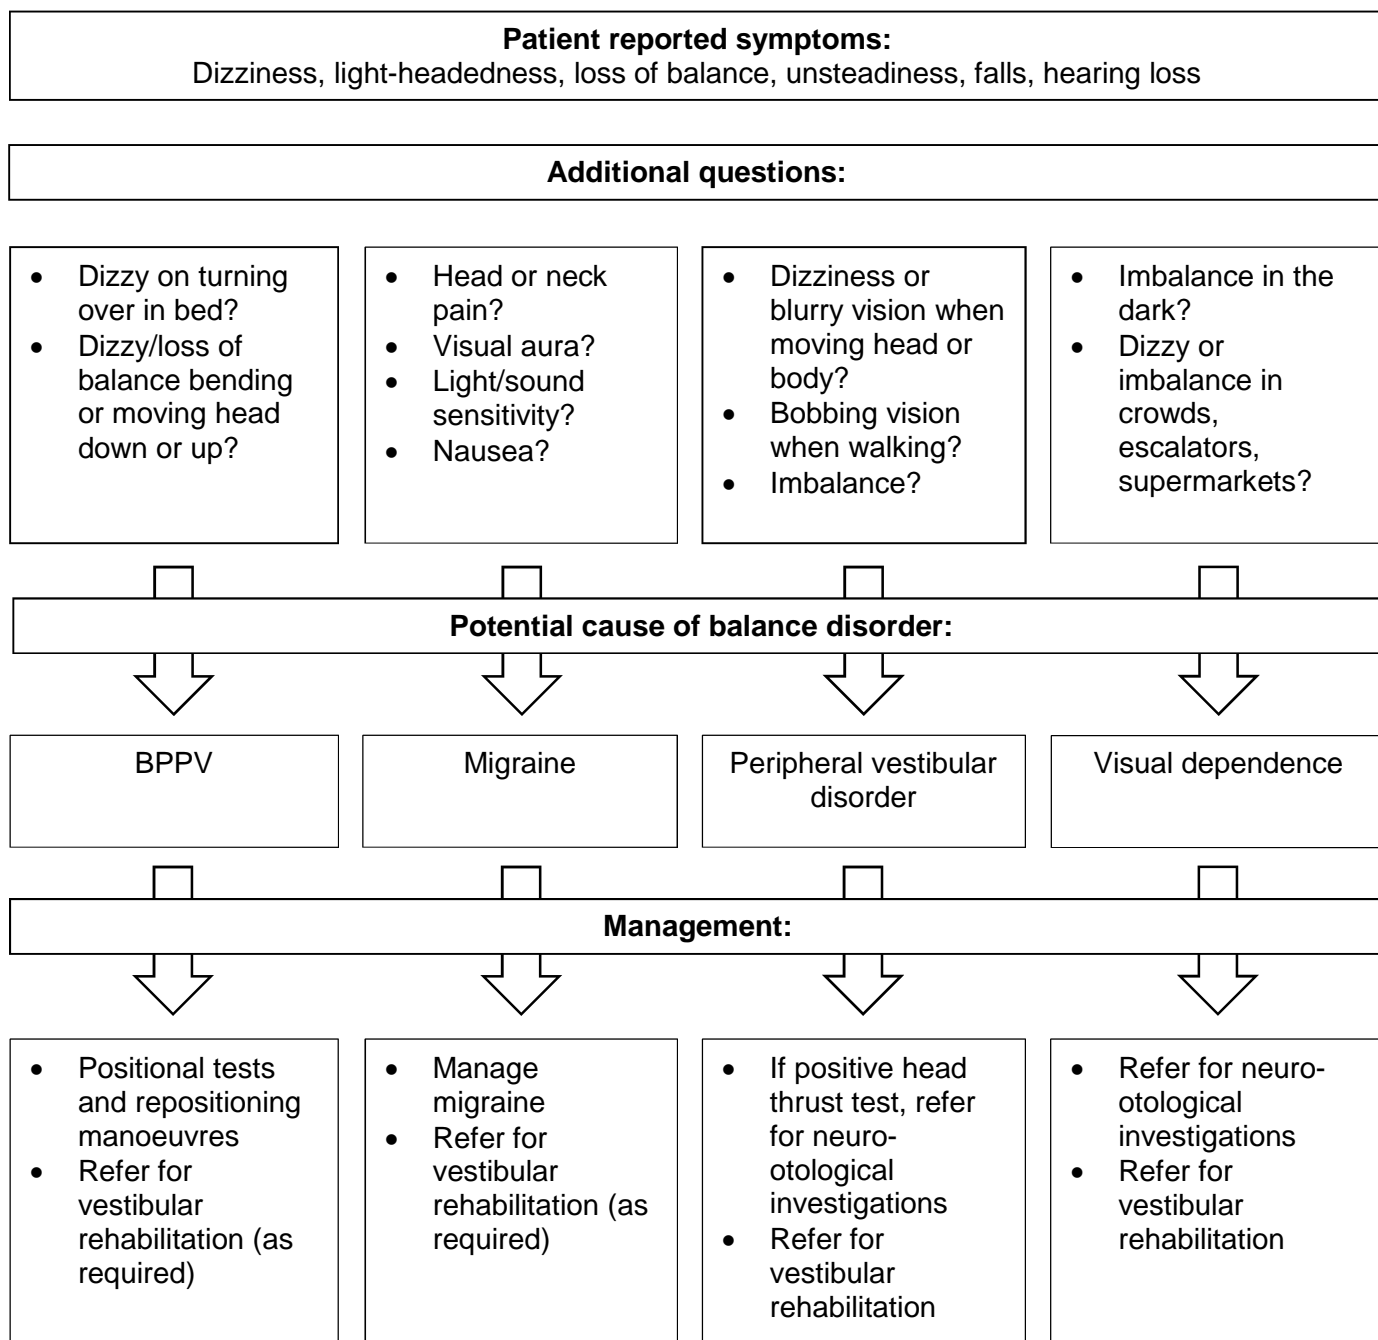 Patient reported symptoms:
Dizziness, light-headedness, loss of balance, unsteadiness, falls, hearing loss
Additional questions:
• Dizzy on turning
over in bed?
• Dizzy/loss of
balance bending
or moving head
down or up?
• Head or neck
pain?
• Visual aura?
• Light/sound
sensitivity?
• Nausea?
• Dizziness or
blurry vision when
moving head or
body?
• Bobbing vision
when walking?
• Imbalance?
• Imbalance in the
dark?
• Dizzy or
imbalance in
crowds,
escalators,
supermarkets?
Potential cause of balance disorder:
BPPV
Migraine
Peripheral vestibular
disorder
Visual dependence
Management:
• Positional tests
and repositioning
manoeuvres
• Refer for
vestibular
rehabilitation (as
required)
• Manage
migraine
• Refer for
vestibular
rehabilitation (as
required)
• If positive head
thrust test, refer
for neuro-
otological
investigations
• Refer for
vestibular
rehabilitation
• Refer for neuro-
otological
investigations
• Refer for
vestibular
rehabilitation